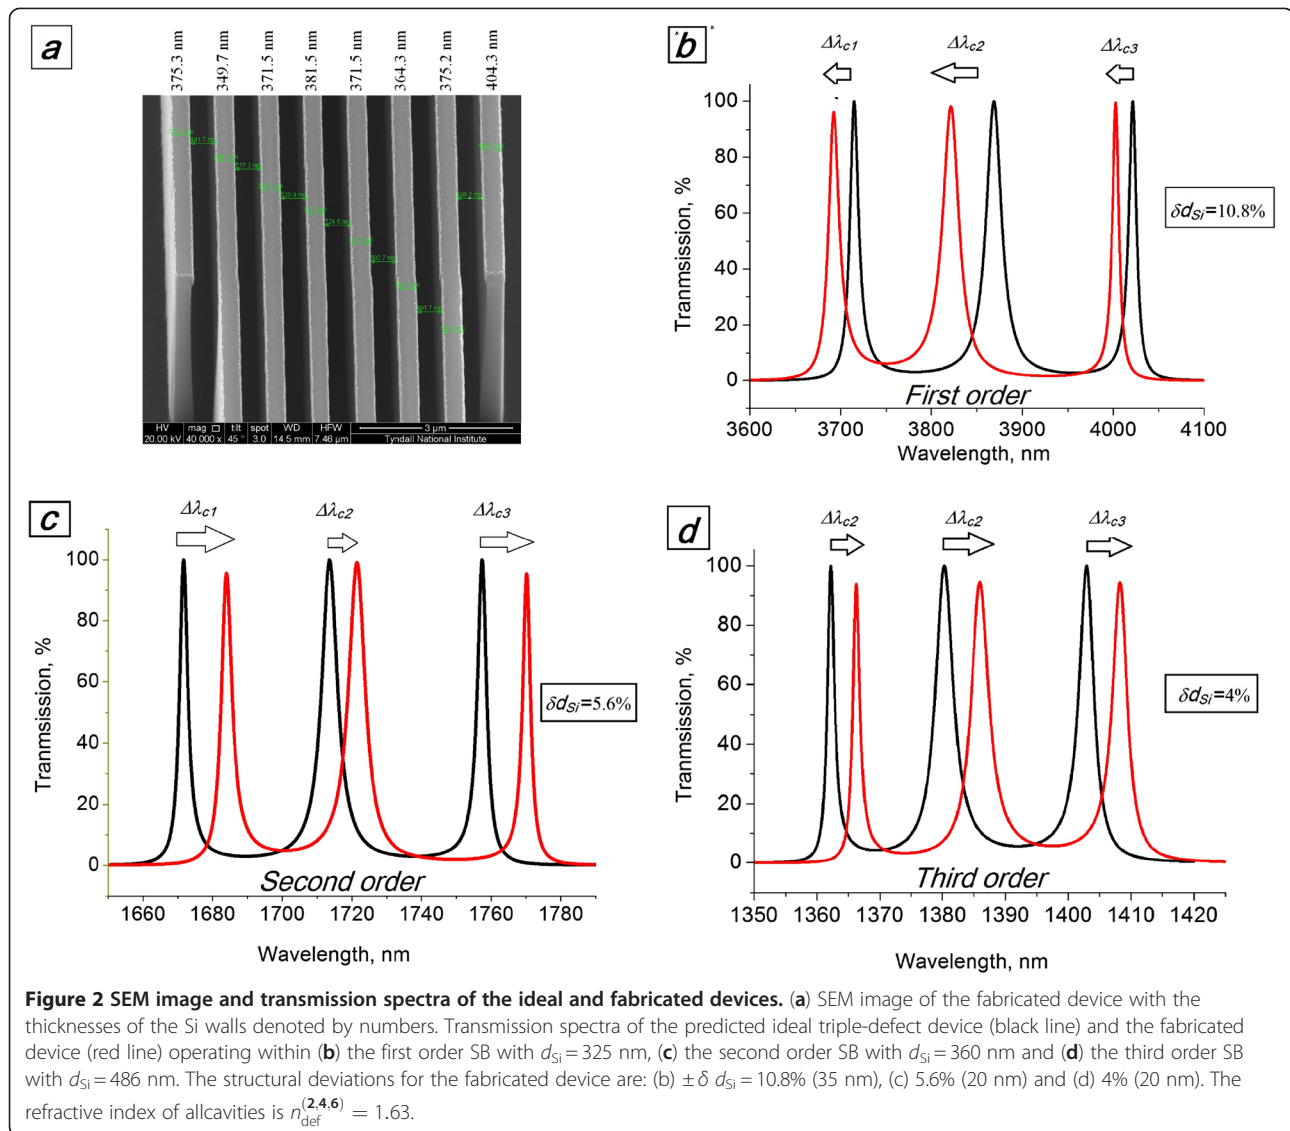 a
375.3 nm
349.7 nm
371.5 nm
381.5 nm
371.5 nm
364.3 nm
375.2 nm
404.3 nm
HV mag □ tilt spot WD HFW 3 µm
20.00 kV 40 000 x 45 ° 3.0 14.5 mm 7.46 µm Tyndall National Institute
b
Δλc1 Δλc2 Δλc3
Tranmsission, %
100
80
60
40
20
0
δdSi=10.8%
First order
3600 3700 3800 3900 4000 4100
Wavelength, nm
c
Δλc1 Δλc2 Δλc3
Tranmsission, %
100
80
60
40
20
0
δdSi=5.6%
Second order
1660 1680 1700 1720 1740 1760 1780
Wavelength, nm
d
Δλc2 Δλc2 Δλc3
Tranmsission, %
100
80
60
40
20
0
δdSi=4%
Third order
1350 1360 1370 1380 1390 1400 1410 1420
Wavelength, nm
Figure 2 SEM image and transmission spectra of the ideal and fabricated devices. (a) SEM image of the fabricated device with the
thicknesses of the Si walls denoted by numbers. Transmission spectra of the predicted ideal triple-defect device (black line) and the fabricated
device (red line) operating within (b) the first order SB with dSi = 325 nm, (c) the second order SB with dSi = 360 nm and (d) the third order SB
with dSi = 486 nm. The structural deviations for the fabricated device are: (b) ± δ dSi = 10.8% (35 nm), (c) 5.6% (20 nm) and (d) 4% (20 nm). The
refractive index of allcavities is n_def^(2,4,6) = 1.63.